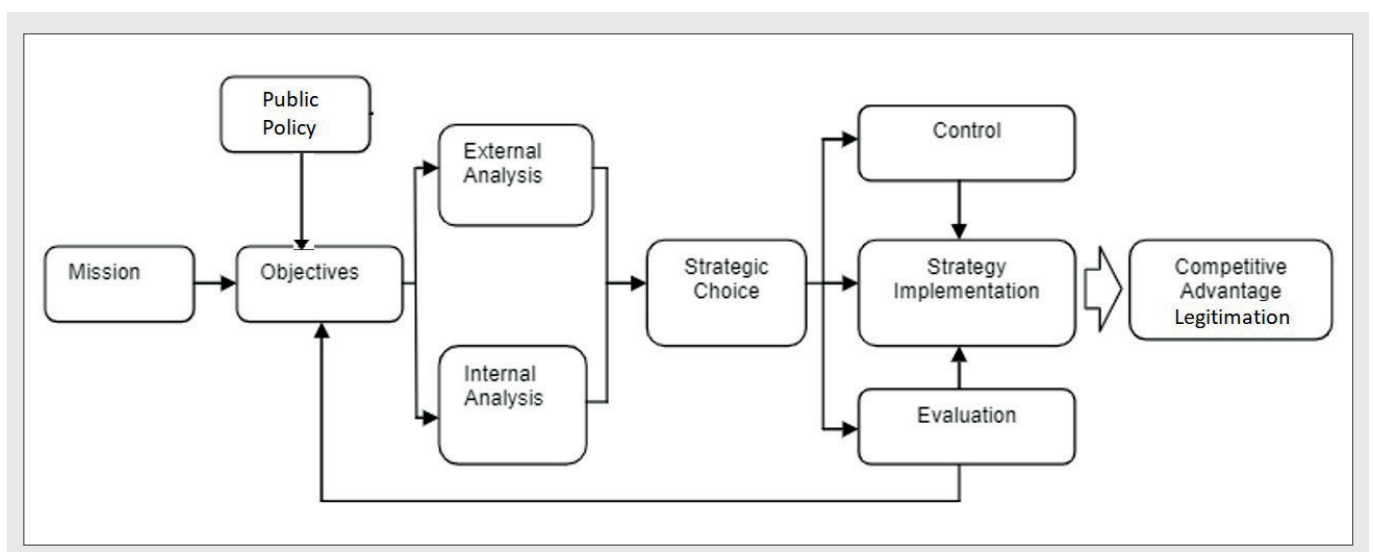 Public
Policy
External
Analysis
Control
Mission
Objectives
Strategic
Choice
Strategy
Implementation
Competitive
Advantage
Legitimation
Internal
Analysis
Evaluation